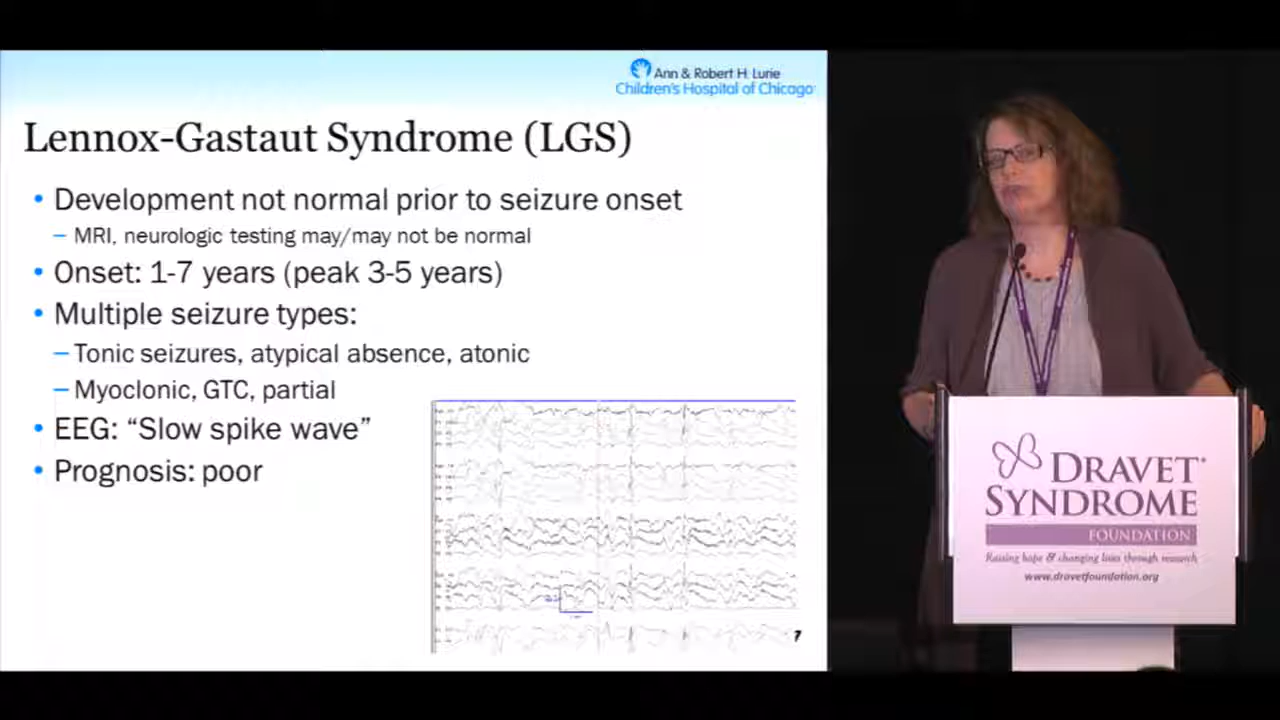 Ann & Robert H. Lurie
Children's Hospital of Chicago
Lennox-Gastaut Syndrome (LGS)
• Development not normal prior to seizure onset
– MRI, neurologic testing may/may not be normal
• Onset: 1-7 years (peak 3-5 years)
• Multiple seizure types:
– Tonic seizures, atypical absence, atonic
– Myoclonic, GTC, partial
• EEG: “Slow spike wave”
• Prognosis: poor
7
DRAVET
SYNDROME
FOUNDATION
Raising hope & changing lives through research
www.dravetfoundation.org